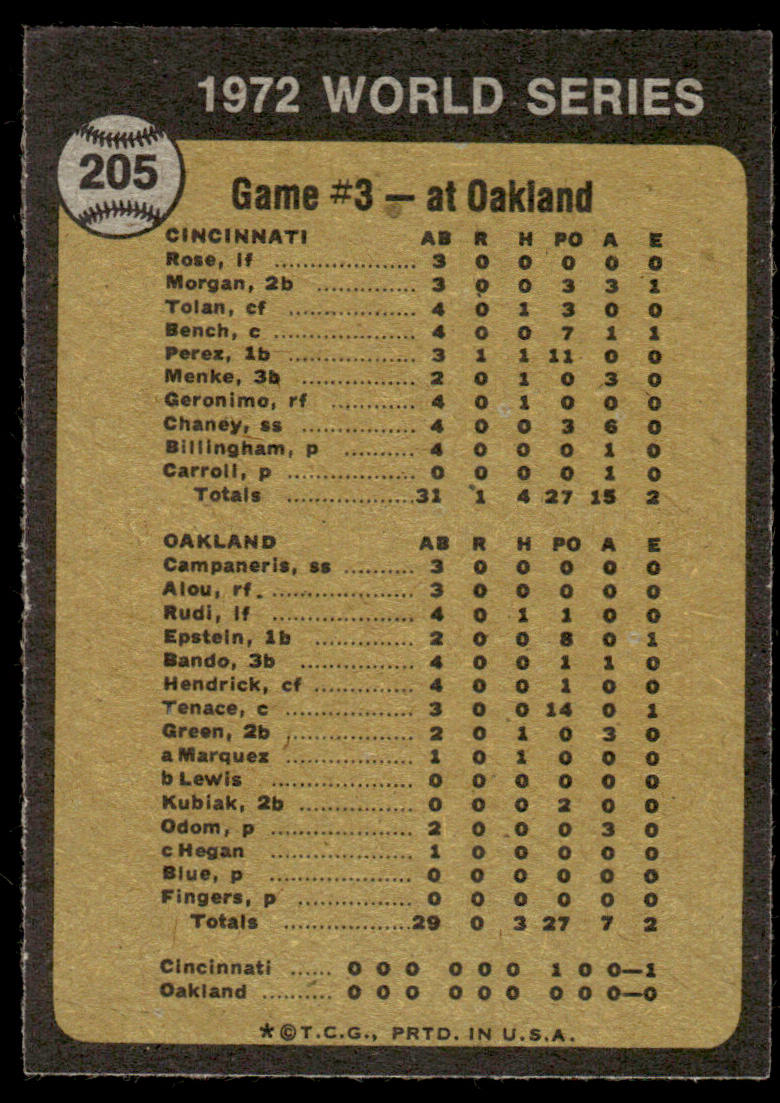 1972 WORLD SERIES
205
Game #3 — at Oakland
CINCINNATI AB R H PO A E
Rose, lf .................... 3 0 0 0 0 0
Morgan, 2b .............. 3 0 0 3 3 1
Tolan, cf .................. 4 0 1 3 0 0
Bench, c .................... 4 0 0 7 1 1
Perez, 1b .................. 3 1 1 11 0 0
Menke, 3b ................ 2 0 1 0 3 0
Geronimo, rf ............ 4 0 1 0 0 0
Chaney, ss ................ 4 0 0 3 6 0
Billingham, p .......... 4 0 0 0 1 0
Carroll, p .................. 0 0 0 0 1 0
Totals ..................31 1 4 27 15 2
OAKLAND AB R H PO A E
Campaneris, ss .......... 3 0 0 0 0 0
Alou, rf. .................... 3 0 0 0 0 0
Rudi, lf .................... 4 0 1 1 0 0
Epstein, 1b .............. 2 0 0 8 0 1
Bando, 3b ................ 4 0 0 1 1 0
Hendrick, cf .............. 4 0 0 1 0 0
Tenace, c .................. 3 0 0 14 0 1
Green, 2b .................. 2 0 1 0 3 0
a Marquez .................. 1 0 1 0 0 0
b Lewis .................... 0 0 0 0 0 0
Kubiak, 2b ................ 0 0 0 2 0 0
Odom, p .................... 2 0 0 0 3 0
c Hegan .................... 1 0 0 0 0 0
Blue, p .................... 0 0 0 0 0 0
Fingers, p ................ 0 0 0 0 0 0
Totals ..................29 0 3 27 7 2
Cincinnati ...... 0 0 0 0 0 0 1 0 0—1
Oakland .......... 0 0 0 0 0 0 0 0 0—0
*©T.C.G., PRTD. IN U.S.A.